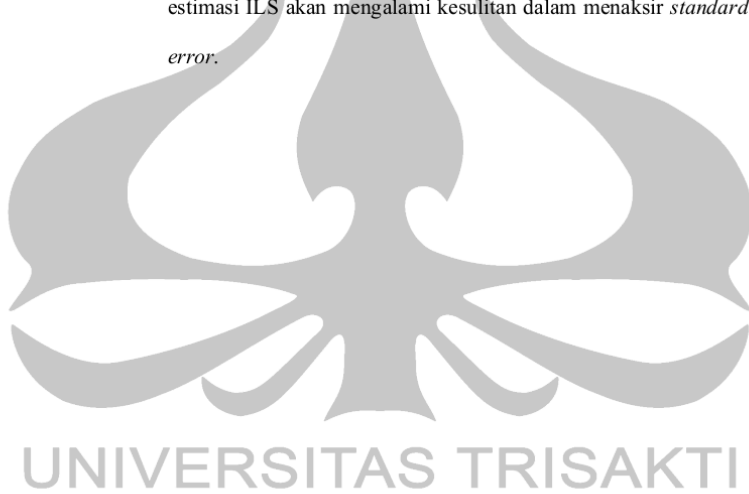 estimasi ILS akan mengalami kesulitan dalam menaksir standard
error.
UNIVERSITAS TRISAKTI